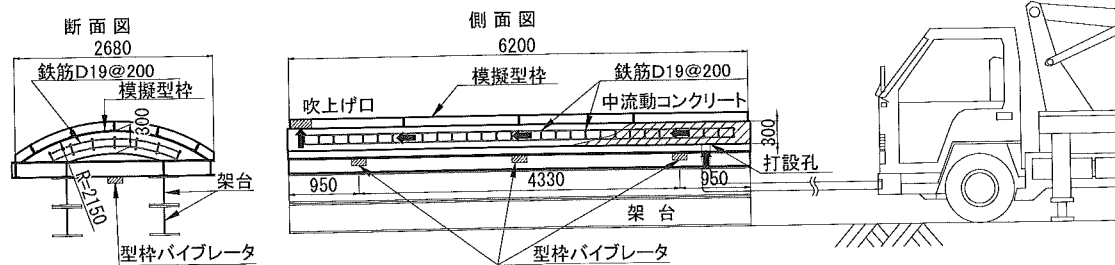 断面図
2680
鉄筋D19@200
模擬型枠
300
R=2150
架台
型枠バイブレータ
側面図
6200
模擬型枠
鉄筋D19@200
吹上げ口
中流動コンクリート
300
打設孔
950
4330
950
架台
型枠バイブレータ